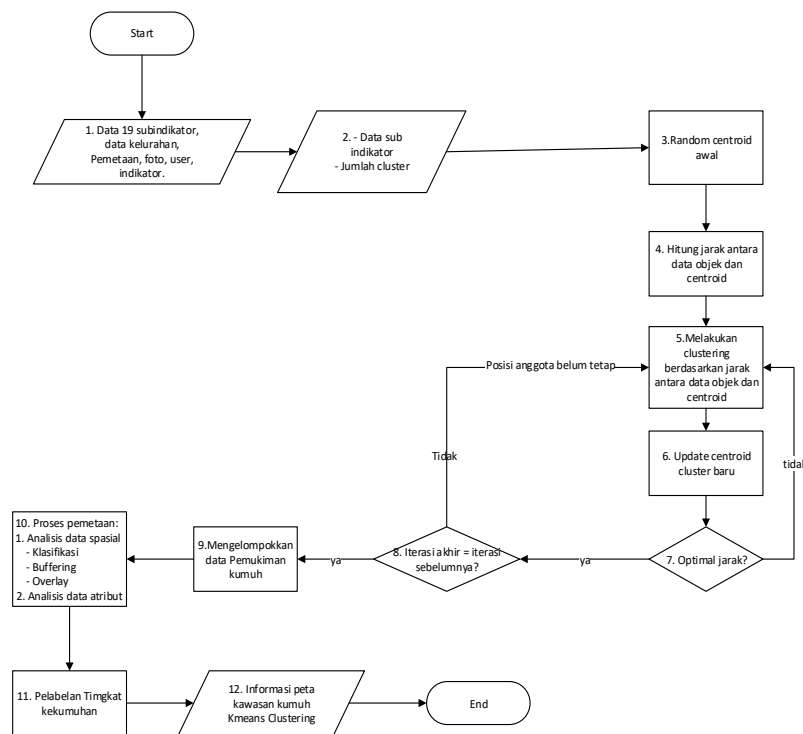 Start
1. Data 19 subindikator,
data kelurahan,
Pemetaan, foto, user,
indikator.
2. - Data sub
indikator
- Jumlah cluster
3.Random centroid
awal
4. Hitung jarak antara
data objek dan
centroid
5.Melakukan
clustering
berdasarkan jarak
antara data objek dan
centroid
Posisi anggota belum tetap
6. Update centroid
cluster baru
Tidak
tidak
7. Optimal jarak?
ya
8. Iterasi akhir = iterasi
sebelumnya?
ya
9.Mengelompokkan
data Pemukiman
kumuh
10. Proses pemetaan:
1. Analisis data spasial
- Klasifikasi
- Buffering
- Overlay
2. Analisis data atribut
11. Pelabelan Timgkat
kekumuhan
12. Informasi peta
kawasan kumuh
Kmeans Clustering
End